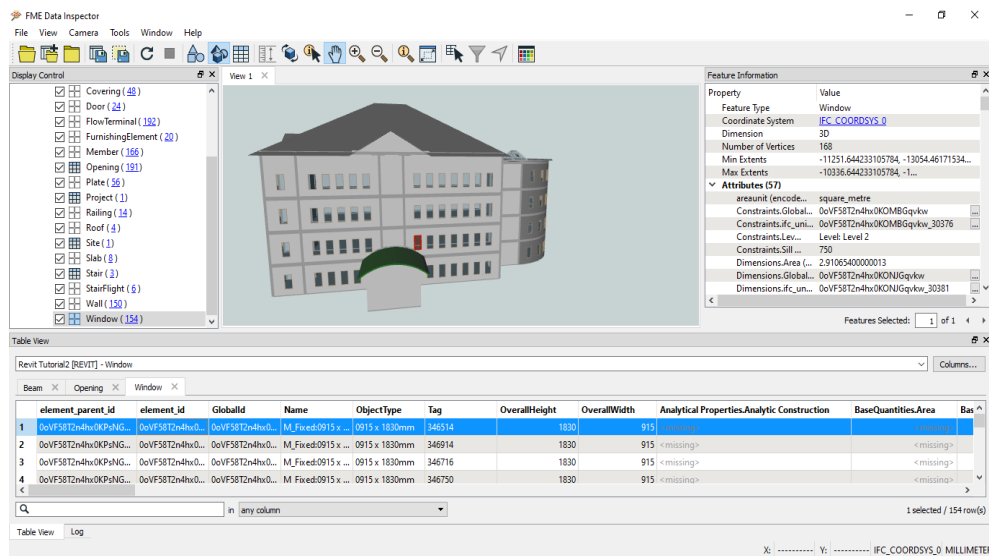 FME Data Inspector
File View Camera Tools Window Help
Display Control
Covering ( 48 )
Door ( 24 )
FlowTerminal ( 192 )
FurnishingElement ( 20 )
Member ( 166 )
Opening ( 191)
Plate ( 56 )
Project ( 1 )
Railing ( 14 )
Roof ( 4 )
Site ( 1 )
Slab ( 8 )
Stair ( 3 )
StairFlight ( 6 )
Wall ( 150 )
Window ( 154 )
View 1
Feature Information
Property Value
Feature Type Window
Coordinate System IFC_COORDSYS_0
Dimension 3D
Number of Vertices 168
Min Extents -11251.644233105784, -13054.46171534...
Max Extents -10336.644233105784, -1...
Attributes (57)
areaunit (encode... square_metre
Constraints.Global... 0oVF58T2n4hx0KOMBGqvkw ...
Constraints.ifc_uni... 0oVF58T2n4hx0KOMBGqvkw_30376 ...
Constraints.Lev... Level: Level 2
Constraints.Sill ... 750
Dimensions.Area (... 2.91065400000013
Dimensions.Global... 0oVF58T2n4hx0KONJGqvkw ...
Dimensions.ifc_un... 0oVF58T2n4hx0KONJGqvkw_30381 ...
Features Selected: 1 of 1
Table View
Revit Tutorial2 [REVIT] - Window
Columns...
Beam Opening Window
element_parent_id element_id GlobalId Name ObjectType Tag OverallHeight OverallWidth Analytical Properties.Analytic Construction BaseQuantities.Area Bas
1 0oVF58T2n4hx0KPsNG... 0oVF58T2n4hx0... 0oVF58T2n4hx0... M_Fixed:0915 x ... 0915 x 1830mm 346514 1830 915 <missing> <missing>
2 0oVF58T2n4hx0KPsNG... 0oVF58T2n4hx0... 0oVF58T2n4hx0... M_Fixed:0915 x ... 0915 x 1830mm 346914 1830 915 <missing> <missing>
3 0oVF58T2n4hx0KPsNG... 0oVF58T2n4hx0... 0oVF58T2n4hx0... M_Fixed:0915 x ... 0915 x 1830mm 346716 1830 915 <missing> <missing>
4 0oVF58T2n4hx0KPsNG... 0oVF58T2n4hx0... 0oVF58T2n4hx0... M_Fixed:0915 x ... 0915 x 1830mm 346750 1830 915 <missing> <missing>
in any column
1 selected / 154 row(s)
Table View Log
X: ---------- Y: ---------- IFC_COORDSYS_0 MILLIMETER